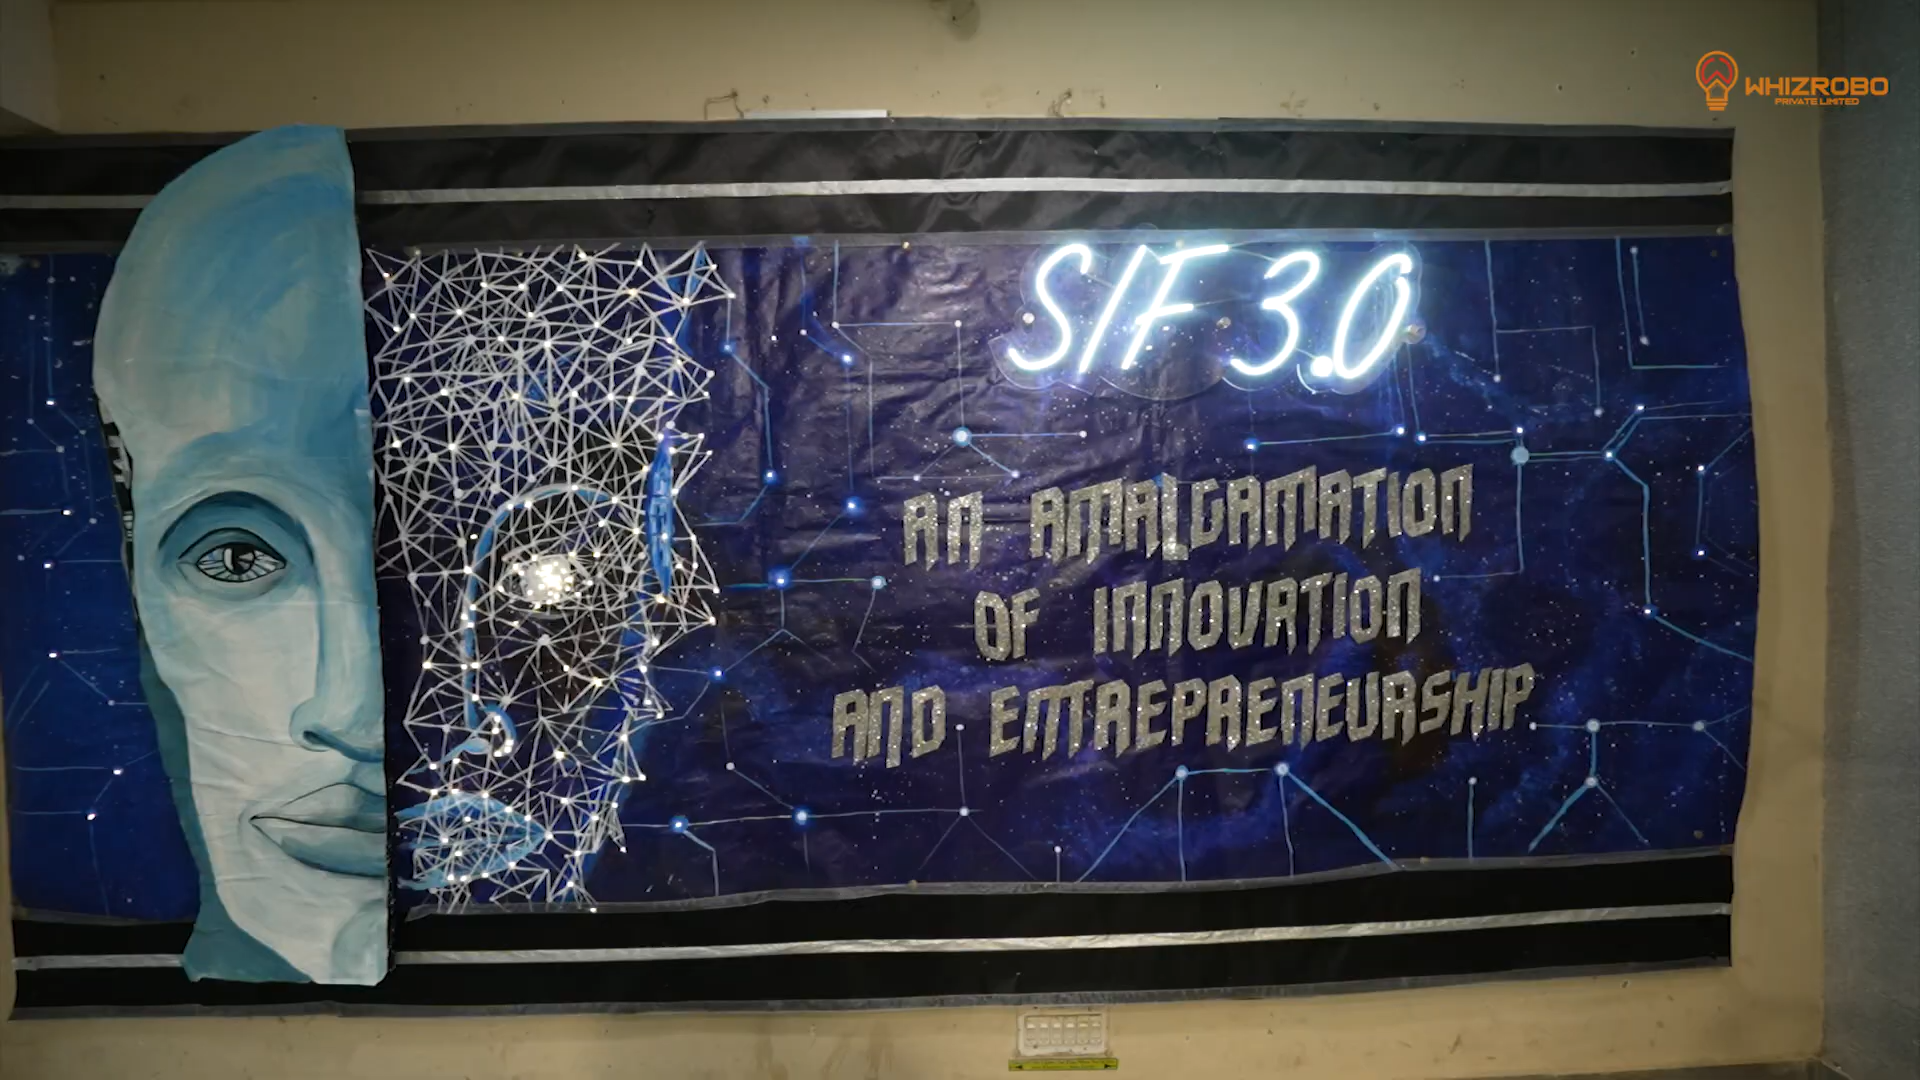 WHIZROBO
PRIVATE LIMITED
SIF 3.0
AN AMALGAMATION
OF INNOVATION
AND ENTREPRENEURSHIP